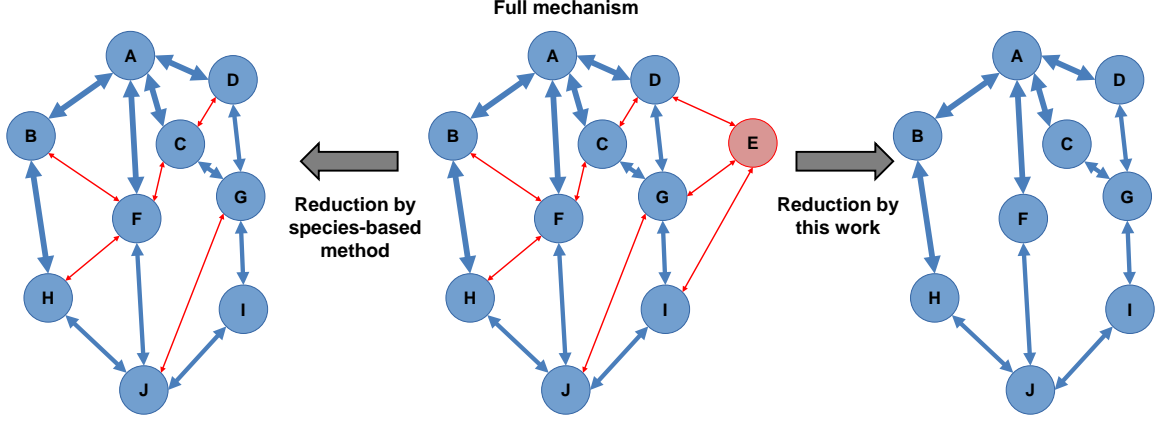 Full mechanism
A
D
B
C
F
G
H
I
J
Reduction by
species-based
method
A
D
B
C
E
F
G
H
I
J
Reduction by
this work
A
D
B
C
F
G
H
I
J